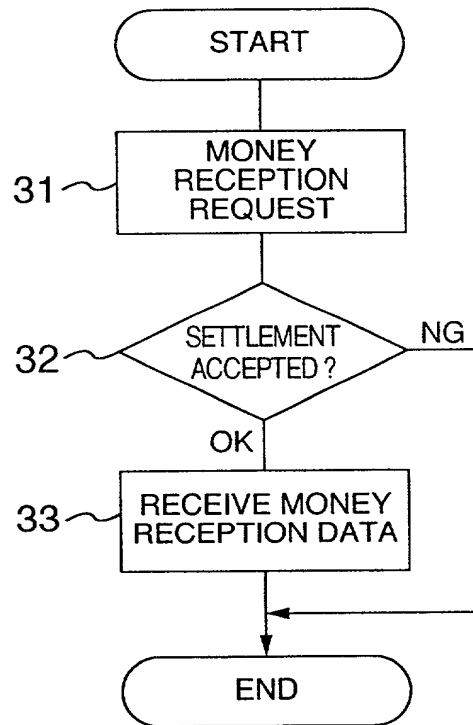 START
31
MONEY
RECEPTION
REQUEST
32
SETTLEMENT
ACCEPTED?
NG
OK
33
RECEIVE MONEY
RECEPTION DATA
END